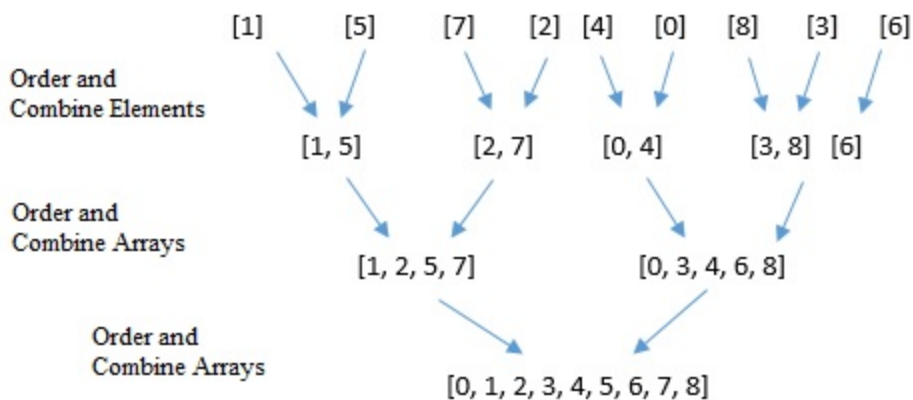 [1] [5] [7] [2] [4] [0] [8] [3] [6]
Order and
Combine Elements
[1, 5] [2, 7] [0, 4] [3, 8] [6]
Order and
Combine Arrays
[1, 2, 5, 7] [0, 3, 4, 6, 8]
Order and
Combine Arrays
[0, 1, 2, 3, 4, 5, 6, 7, 8]